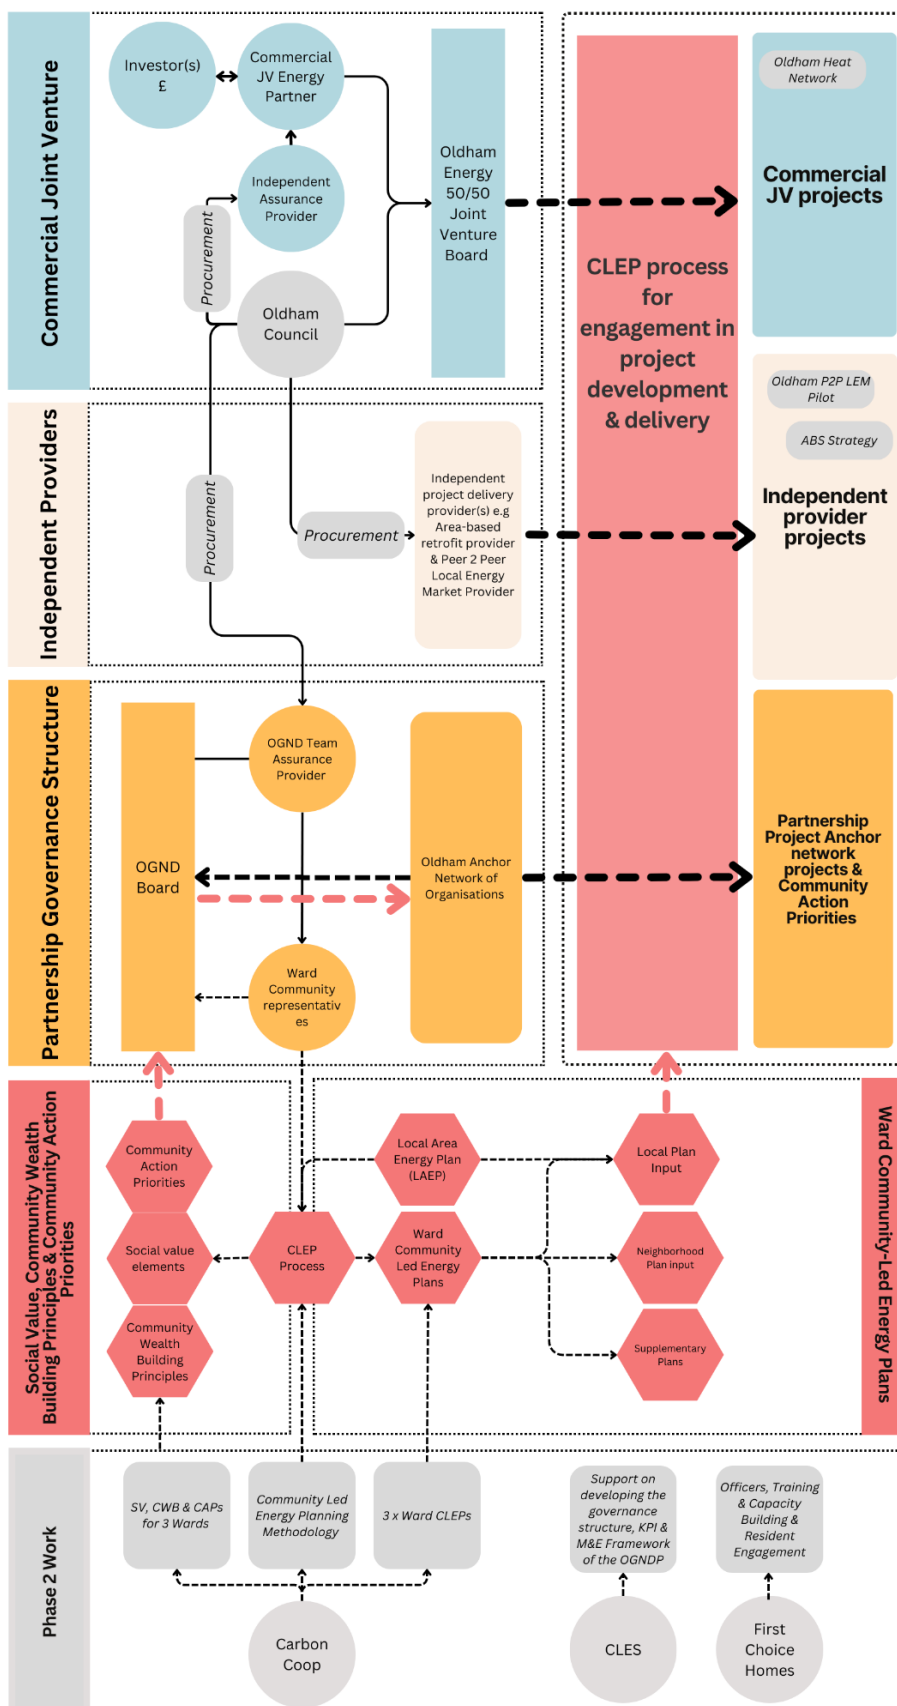 Commercial Joint Venture
Investor(s)
£
Commercial
JV Energy
Partner
Independent
Assurance
Provider
Procurement
Oldham
Council
Oldham
Energy
50/50
Joint
Venture
Board
CLEP process
for
engagement in
project
development
& delivery
Oldham Heat
Network
Commercial
JV projects
Independent Providers
Procurement
Procurement
Independent
project delivery
provider(s) e.g
Area-based
retrofit provider
& Peer 2 Peer
Local Energy
Market Provider
Oldham P2P LEM
Pilot
ABS Strategy
Independent
provider
projects
Partnership Governance Structure
OGND
Board
OGND Team
Assurance
Provider
Oldham Anchor
Network of
Organisations
Ward
Community
representativ
es
Partnership
Project Anchor
network
projects &
Community
Action
Priorities
Social Value, Community Wealth
Building Principles & Community Action
Priorities
Community
Action
Priorities
Social value
elements
Community
Wealth
Building
Principles
CLEP
Process
Local Area
Energy Plan
(LAEP)
Ward
Community
Led Energy
Plans
Local Plan
Input
Neighborhood
Plan input
Supplementary
Plans
Ward Community-Led Energy Plans
Phase 2 Work
SV, CWB & CAPs
for 3 Wards
Community Led
Energy Planning
Methodology
3 x Ward CLEPs
Support on
developing the
governance
structure, KPI &
M&E Framework
of the OGNDP
Officers, Training
& Capacity
Building &
Resident
Engagement
Carbon
Coop
CLES
First
Choice
Homes